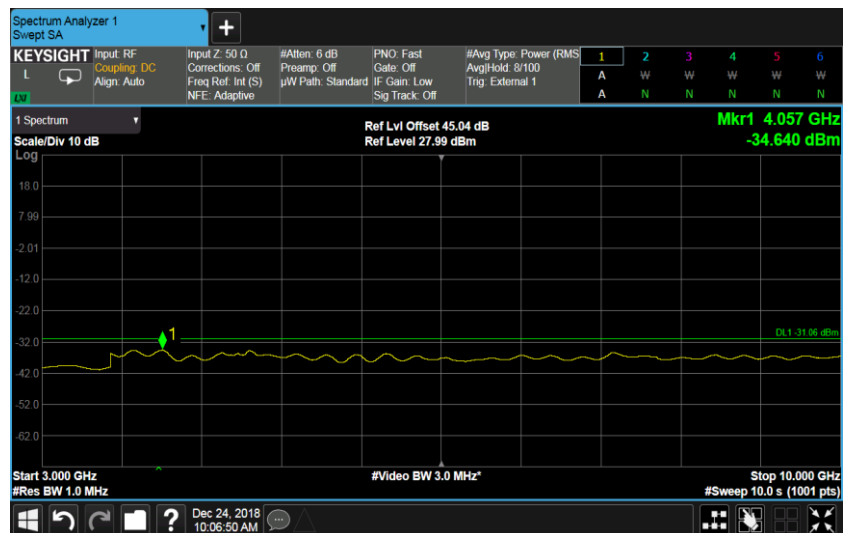 Spectrum Analyzer 1
Swept SA
+
KEYSIGHT
L
LXI
Input: RF
Coupling: DC
Align: Auto
Input Z: 50 Ω
Corrections: Off
Freq Ref: Int (S)
NFE: Adaptive
#Atten: 6 dB
Preamp: Off
µW Path: Standard
PNO: Fast
Gate: Off
IF Gain: Low
Sig Track: Off
#Avg Type: Power (RMS
Avg|Hold: 8/100
Trig: External 1
1 2 3 4 5 6
A W W W W W
A N N N N N
1 Spectrum
Scale/Div 10 dB
Ref Lvl Offset 45.04 dB
Ref Level 27.99 dBm
Mkr1 4.057 GHz
-34.640 dBm
Log
18.0
7.99
-2.01
-12.0
-22.0
-32.0
-42.0
-52.0
-62.0
1
DL1 -31.06 dBm
Start 3.000 GHz
#Res BW 1.0 MHz
#Video BW 3.0 MHz*
Stop 10.000 GHz
#Sweep 10.0 s (1001 pts)
?
Dec 24, 2018
10:06:50 AM